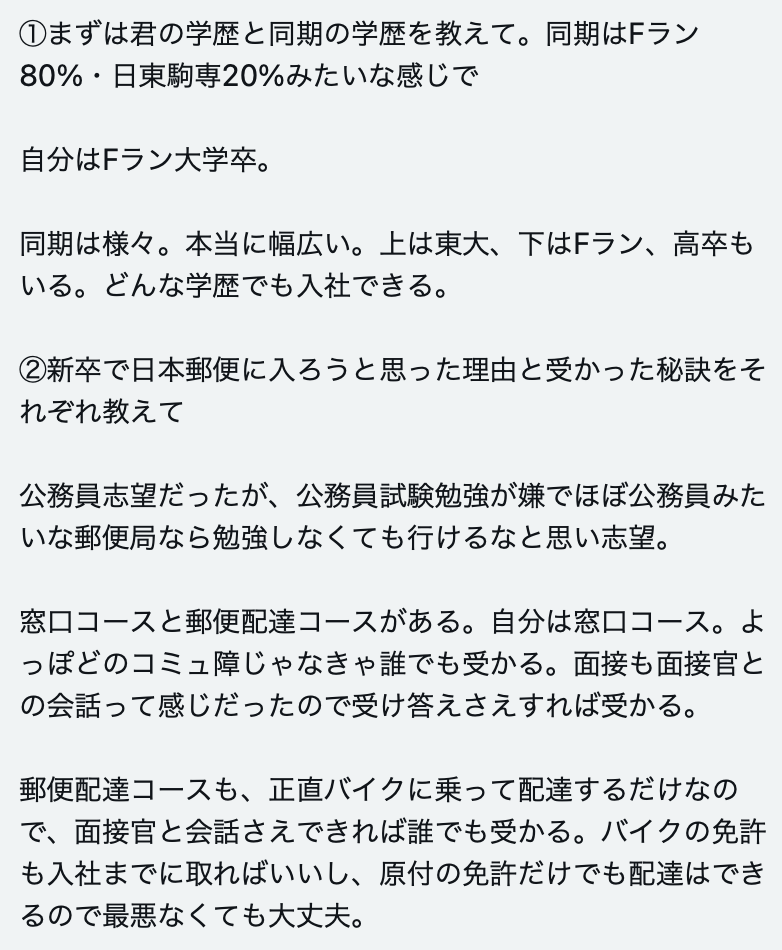 ①まずは君の学歴と同期の学歴を教えて。同期はFラン
80%・日東駒専20%みたいな感じで
自分はFラン大学卒。
同期は様々。本当に幅広い。上は東大、下はFラン、高卒も
いる。どんな学歴でも入社できる。
②新卒で日本郵便に入ろうと思った理由と受かった秘訣をそ
れぞれ教えて
公務員志望だったが、公務員試験勉強が嫌でほぼ公務員みた
いな郵便局なら勉強しなくても行けるなと思い志望。
窓口コースと郵便配達コースがある。自分は窓口コース。よ
っぽどのコミュ障じゃなきゃ誰でも受かる。面接も面接官と
の会話って感じだったので受け答えさえすれば受かる。
郵便配達コースも、正直バイクに乗って配達するだけなの
で、面接官と会話さえできれば誰でも受かる。バイクの免許
も入社までに取ればいいし、原付の免許だけでも配達はでき
るので最悪なくても大丈夫。